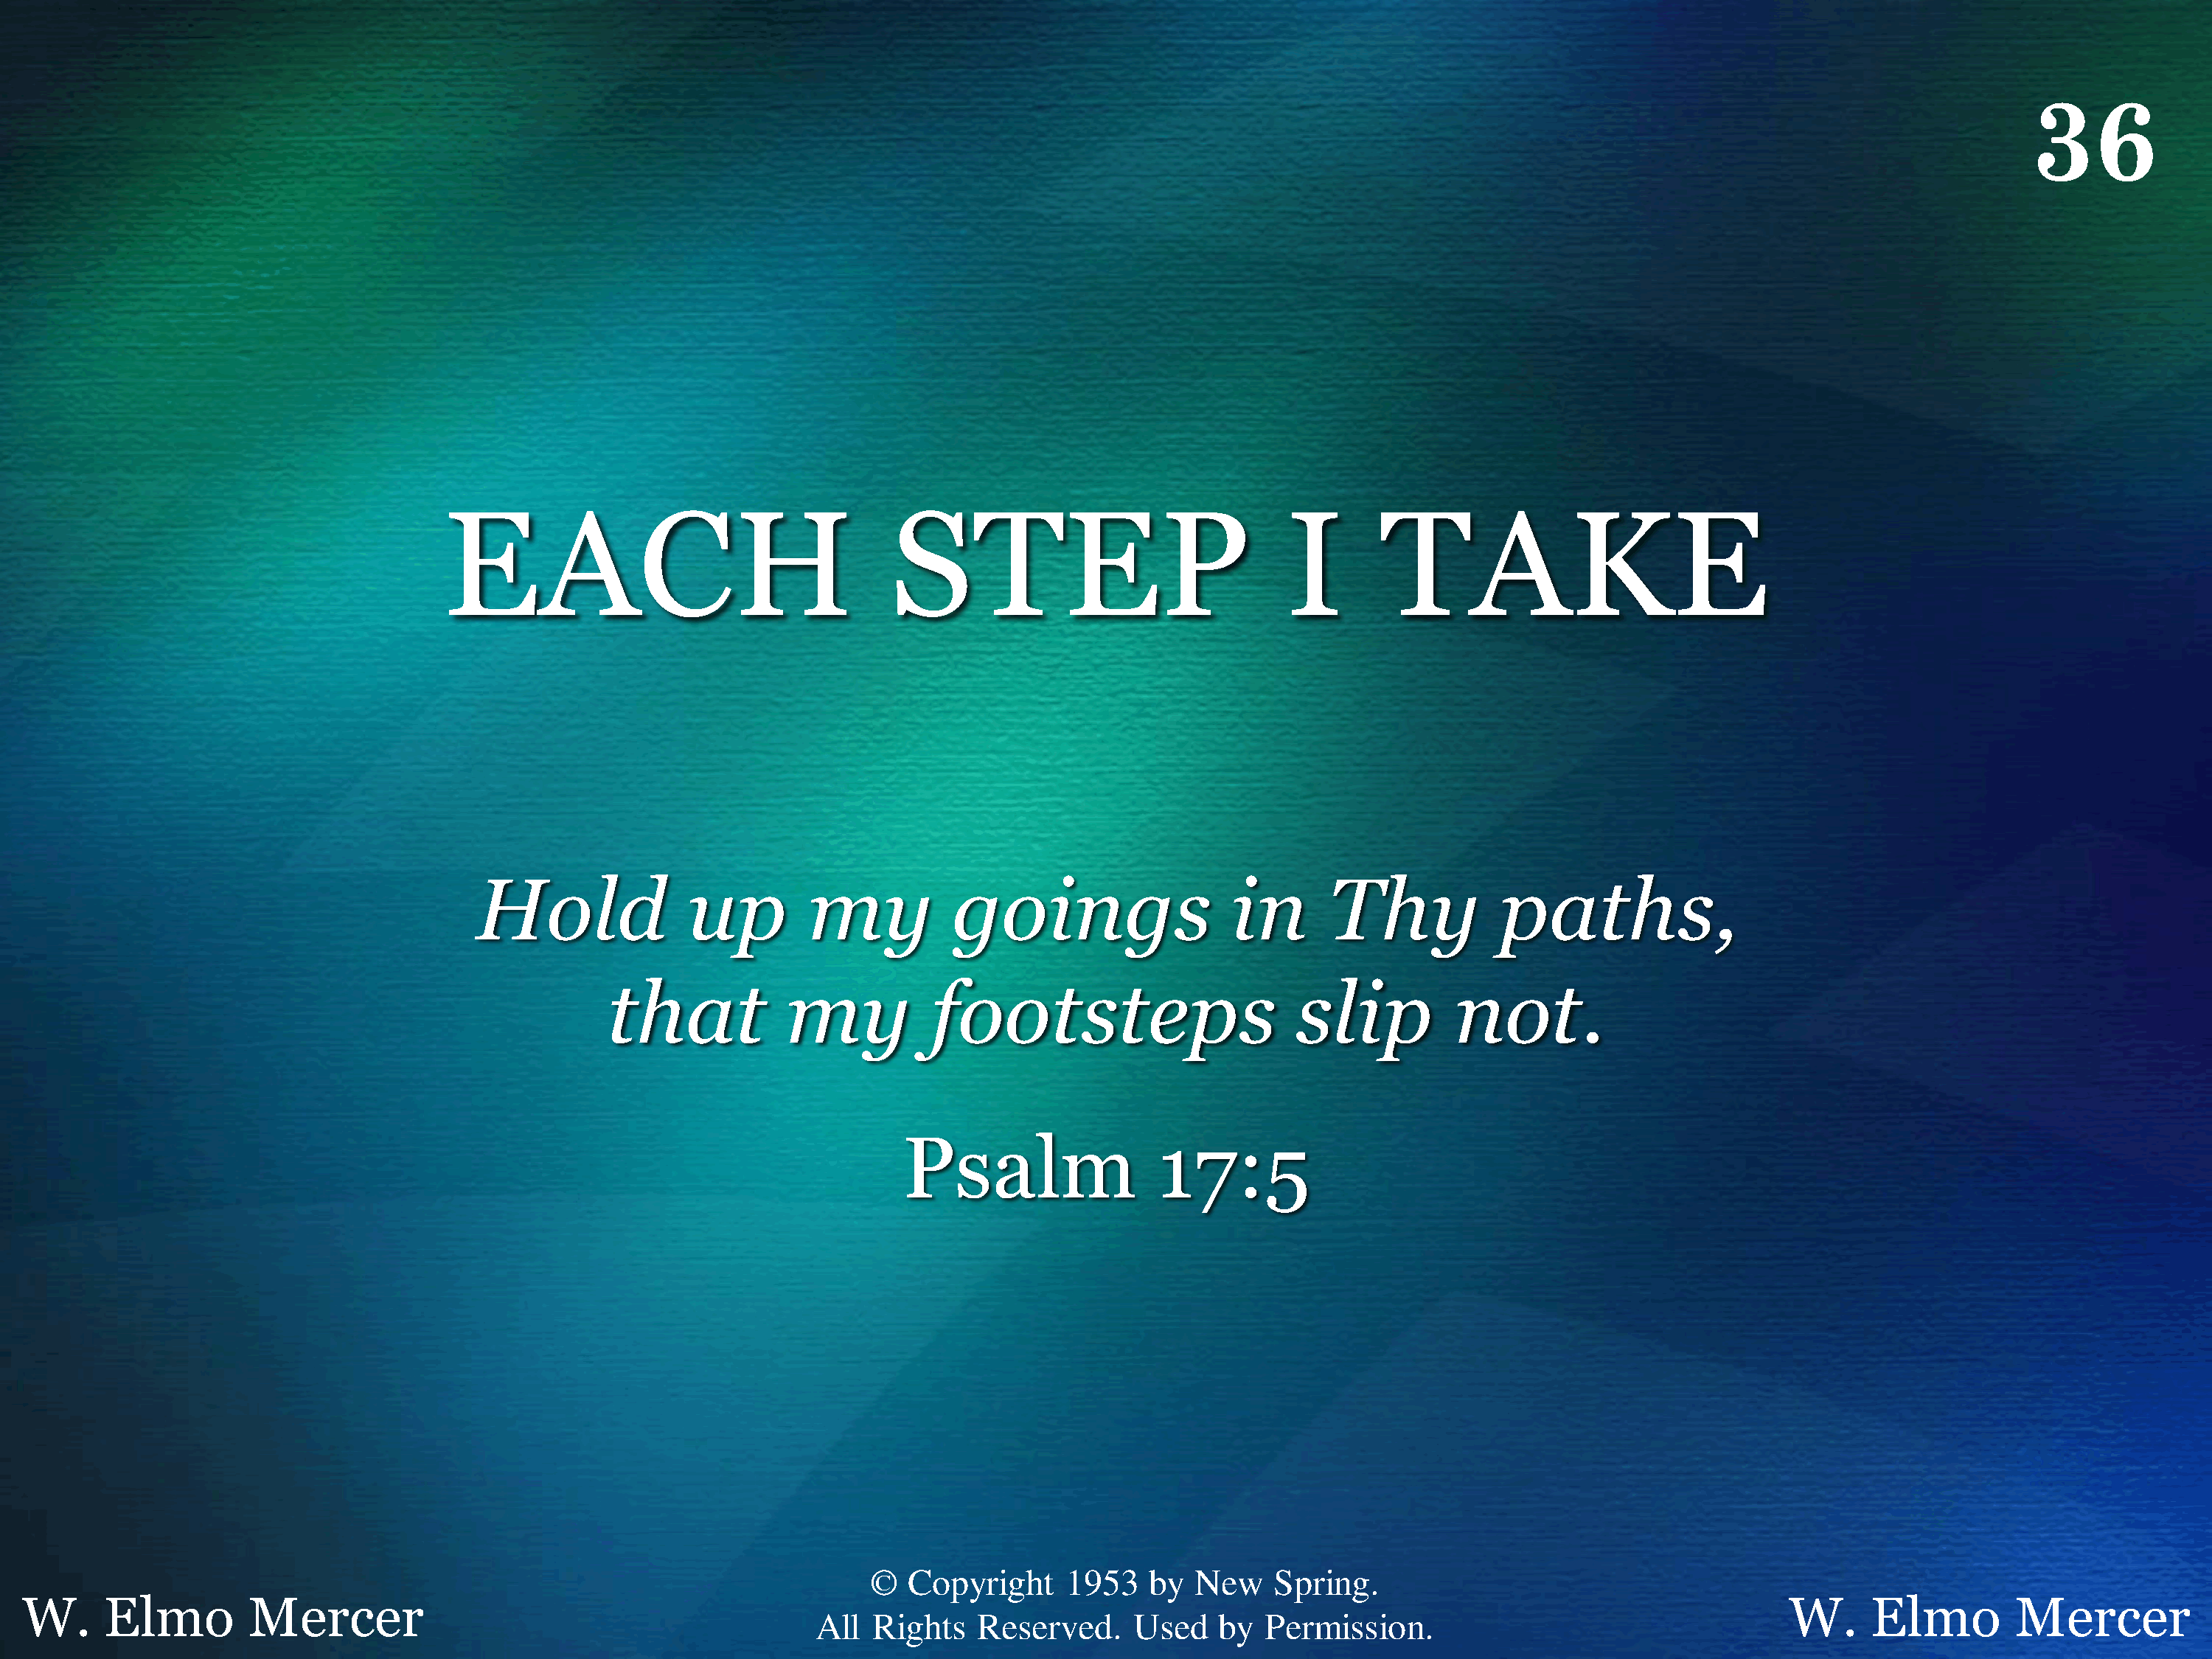 36
EACH STEP I TAKE
Hold up my goings in Thy paths,
that my footsteps slip not.
Psalm 17:5
W. Elmo Mercer
© Copyright 1953 by New Spring.
All Rights Reserved. Used by Permission.
W. Elmo Mercer